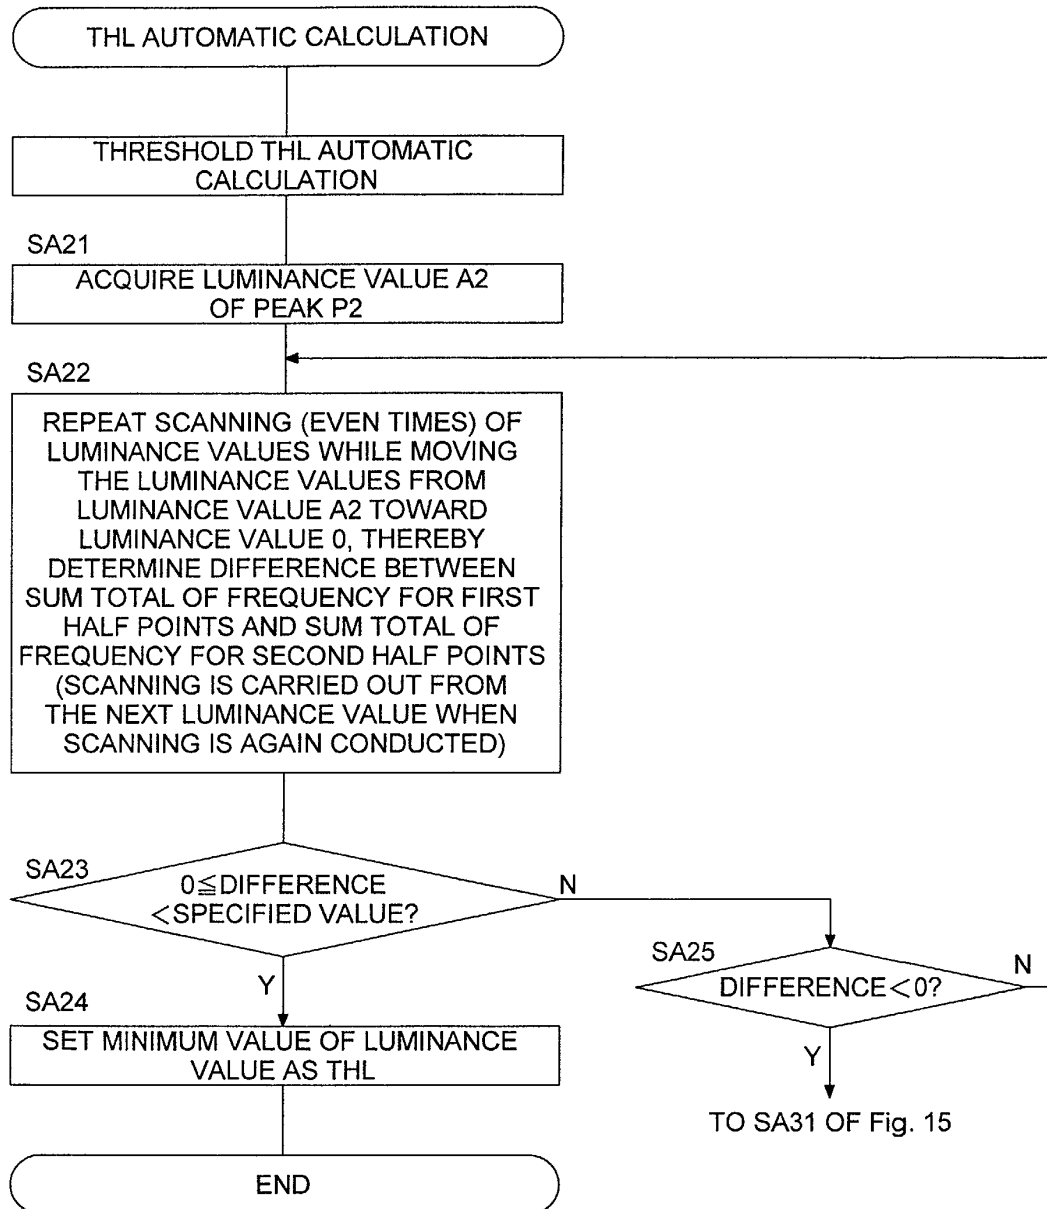 THL AUTOMATIC CALCULATION
THRESHOLD THL AUTOMATIC
CALCULATION
SA21
ACQUIRE LUMINANCE VALUE A2
OF PEAK P2
SA22
REPEAT SCANNING (EVEN TIMES) OF
LUMINANCE VALUES WHILE MOVING
THE LUMINANCE VALUES FROM
LUMINANCE VALUE A2 TOWARD
LUMINANCE VALUE 0, THEREBY
DETERMINE DIFFERENCE BETWEEN
SUM TOTAL OF FREQUENCY FOR FIRST
HALF POINTS AND SUM TOTAL OF
FREQUENCY FOR SECOND HALF POINTS
(SCANNING IS CARRIED OUT FROM
THE NEXT LUMINANCE VALUE WHEN
SCANNING IS AGAIN CONDUCTED)
SA23
0≦DIFFERENCE
<SPECIFIED VALUE?
N
Y
SA25
DIFFERENCE<0?
N
Y
TO SA31 OF Fig. 15
SA24
SET MINIMUM VALUE OF LUMINANCE
VALUE AS THL
END